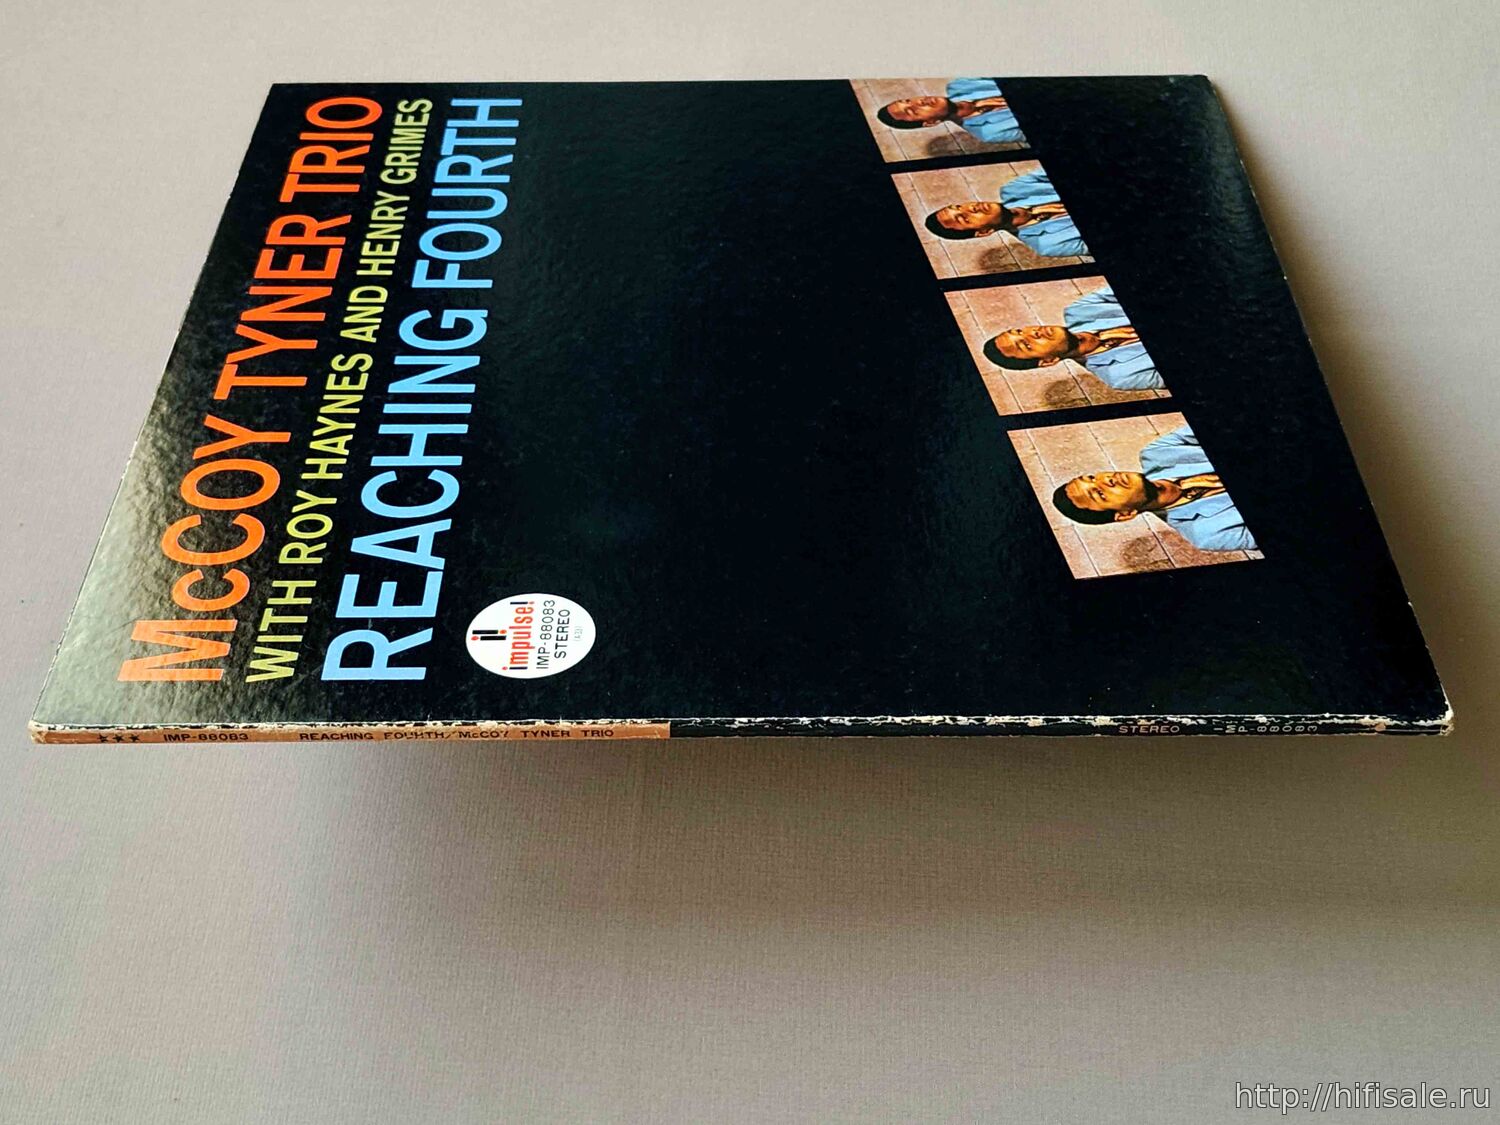 McCOY TYNER TRIO
WITH ROY HAYNES AND HENRY GRIMES
REACHING FOURTH
impulse!
IMP-88083
STEREO
★★★ IMP-88083 REACHING FOURTH/McCOY TYNER TRIO STEREO IMP-88083
http://hifisale.ru